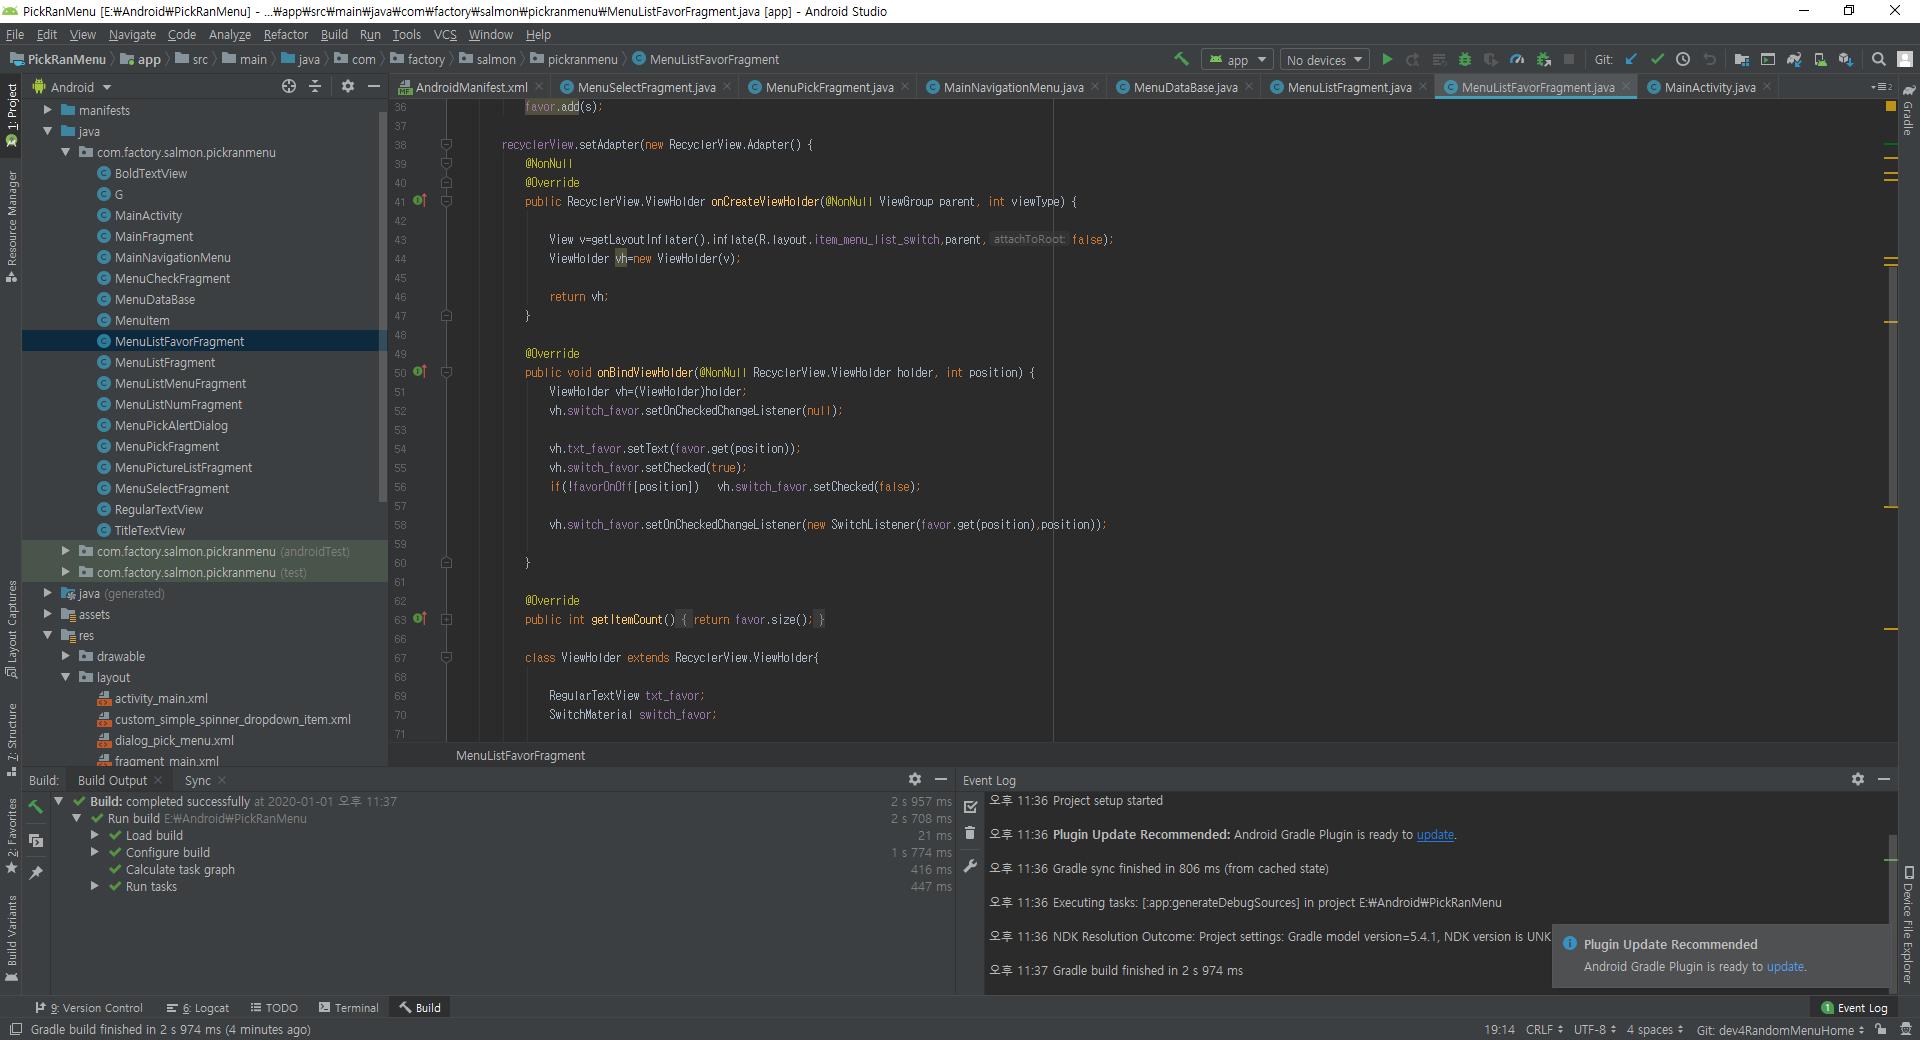 PickRanMenu [E:₩Android₩PickRanMenu] - ...₩app₩src₩main₩java₩com₩factory₩salmon₩pickranmenu₩MenuListFavorFragment.java [app] - Android Studio
File Edit View Navigate Code Analyze Refactor Build Run Tools VCS Window Help
PickRanMenu app src main java com factory salmon pickranmenu MenuListFavorFragment app No devices Git:
1: Project Android AndroidManifest.xml MenuSelectFragment.java MenuPickFragment.java MainNavigationMenu.java MenuDataBase.java MenuListFragment.java MenuListFavorFragment.java MainActivity.java
manifests
java
com.factory.salmon.pickranmenu
BoldTextView
G
MainActivity
MainFragment
MainNavigationMenu
MenuCheckFragment
MenuDataBase
MenuItem
MenuListFavorFragment
MenuListFragment
MenuListMenuFragment
MenuListNumFragment
MenuPickAlertDialog
MenuPickFragment
MenuPictureListFragment
MenuSelectFragment
RegularTextView
TitleTextView
com.factory.salmon.pickranmenu (androidTest)
com.factory.salmon.pickranmenu (test)
java (generated)
assets
res
drawable
layout
activity_main.xml
custom_simple_spinner_dropdown_item.xml
dialog_pick_menu.xml
fragment_main.xml
Resource Manager
Layout Captures
7: Structure
2: Favorites
Build Variants
Gradle
Device File Explorer
36 favor.add(s);
37
38 recyclerView.setAdapter(new RecyclerView.Adapter() {
39 @NonNull
40 @Override
41 public RecyclerView.ViewHolder onCreateViewHolder(@NonNull ViewGroup parent, int viewType) {
42
43 View v=getLayoutInflater().inflate(R.layout.item_menu_list_switch,parent, attachToRoot: false);
44 ViewHolder vh=new ViewHolder(v);
45
46 return vh;
47 }
48
49 @Override
50 public void onBindViewHolder(@NonNull RecyclerView.ViewHolder holder, int position) {
51 ViewHolder vh=(ViewHolder)holder;
52 vh.switch_favor.setOnCheckedChangeListener(null);
53
54 vh.txt_favor.setText(favor.get(position));
55 vh.switch_favor.setChecked(true);
56 if(!favorOnOff[position]) vh.switch_favor.setChecked(false);
57
58 vh.switch_favor.setOnCheckedChangeListener(new SwitchListener(favor.get(position),position));
59
60 }
61
62 @Override
63 public int getItemCount() { return favor.size(); }
66
67 class ViewHolder extends RecyclerView.ViewHolder{
68
69 RegularTextView txt_favor;
70 SwitchMaterial switch_favor;
71
MenuListFavorFragment
Build: Build Output Sync
Build: completed successfully at 2020-01-01 오후 11:37 2 s 957 ms
Run build E:₩Android₩PickRanMenu 2 s 708 ms
Load build 21 ms
Configure build 1 s 774 ms
Calculate task graph 416 ms
Run tasks 447 ms
Event Log
오후 11:36 Project setup started
오후 11:36 Plugin Update Recommended: Android Gradle Plugin is ready to update.
오후 11:36 Gradle sync finished in 806 ms (from cached state)
오후 11:36 Executing tasks: [:app:generateDebugSources] in project E:₩Android₩PickRanMenu
오후 11:36 NDK Resolution Outcome: Project settings: Gradle model version=5.4.1, NDK version is UNK
오후 11:37 Gradle build finished in 2 s 974 ms
Plugin Update Recommended
Android Gradle Plugin is ready to update.
9: Version Control 6: Logcat TODO Terminal Build 1 Event Log
Gradle build finished in 2 s 974 ms (4 minutes ago) 19:14 CRLF UTF-8 4 spaces Git: dev4RandomMenuHome